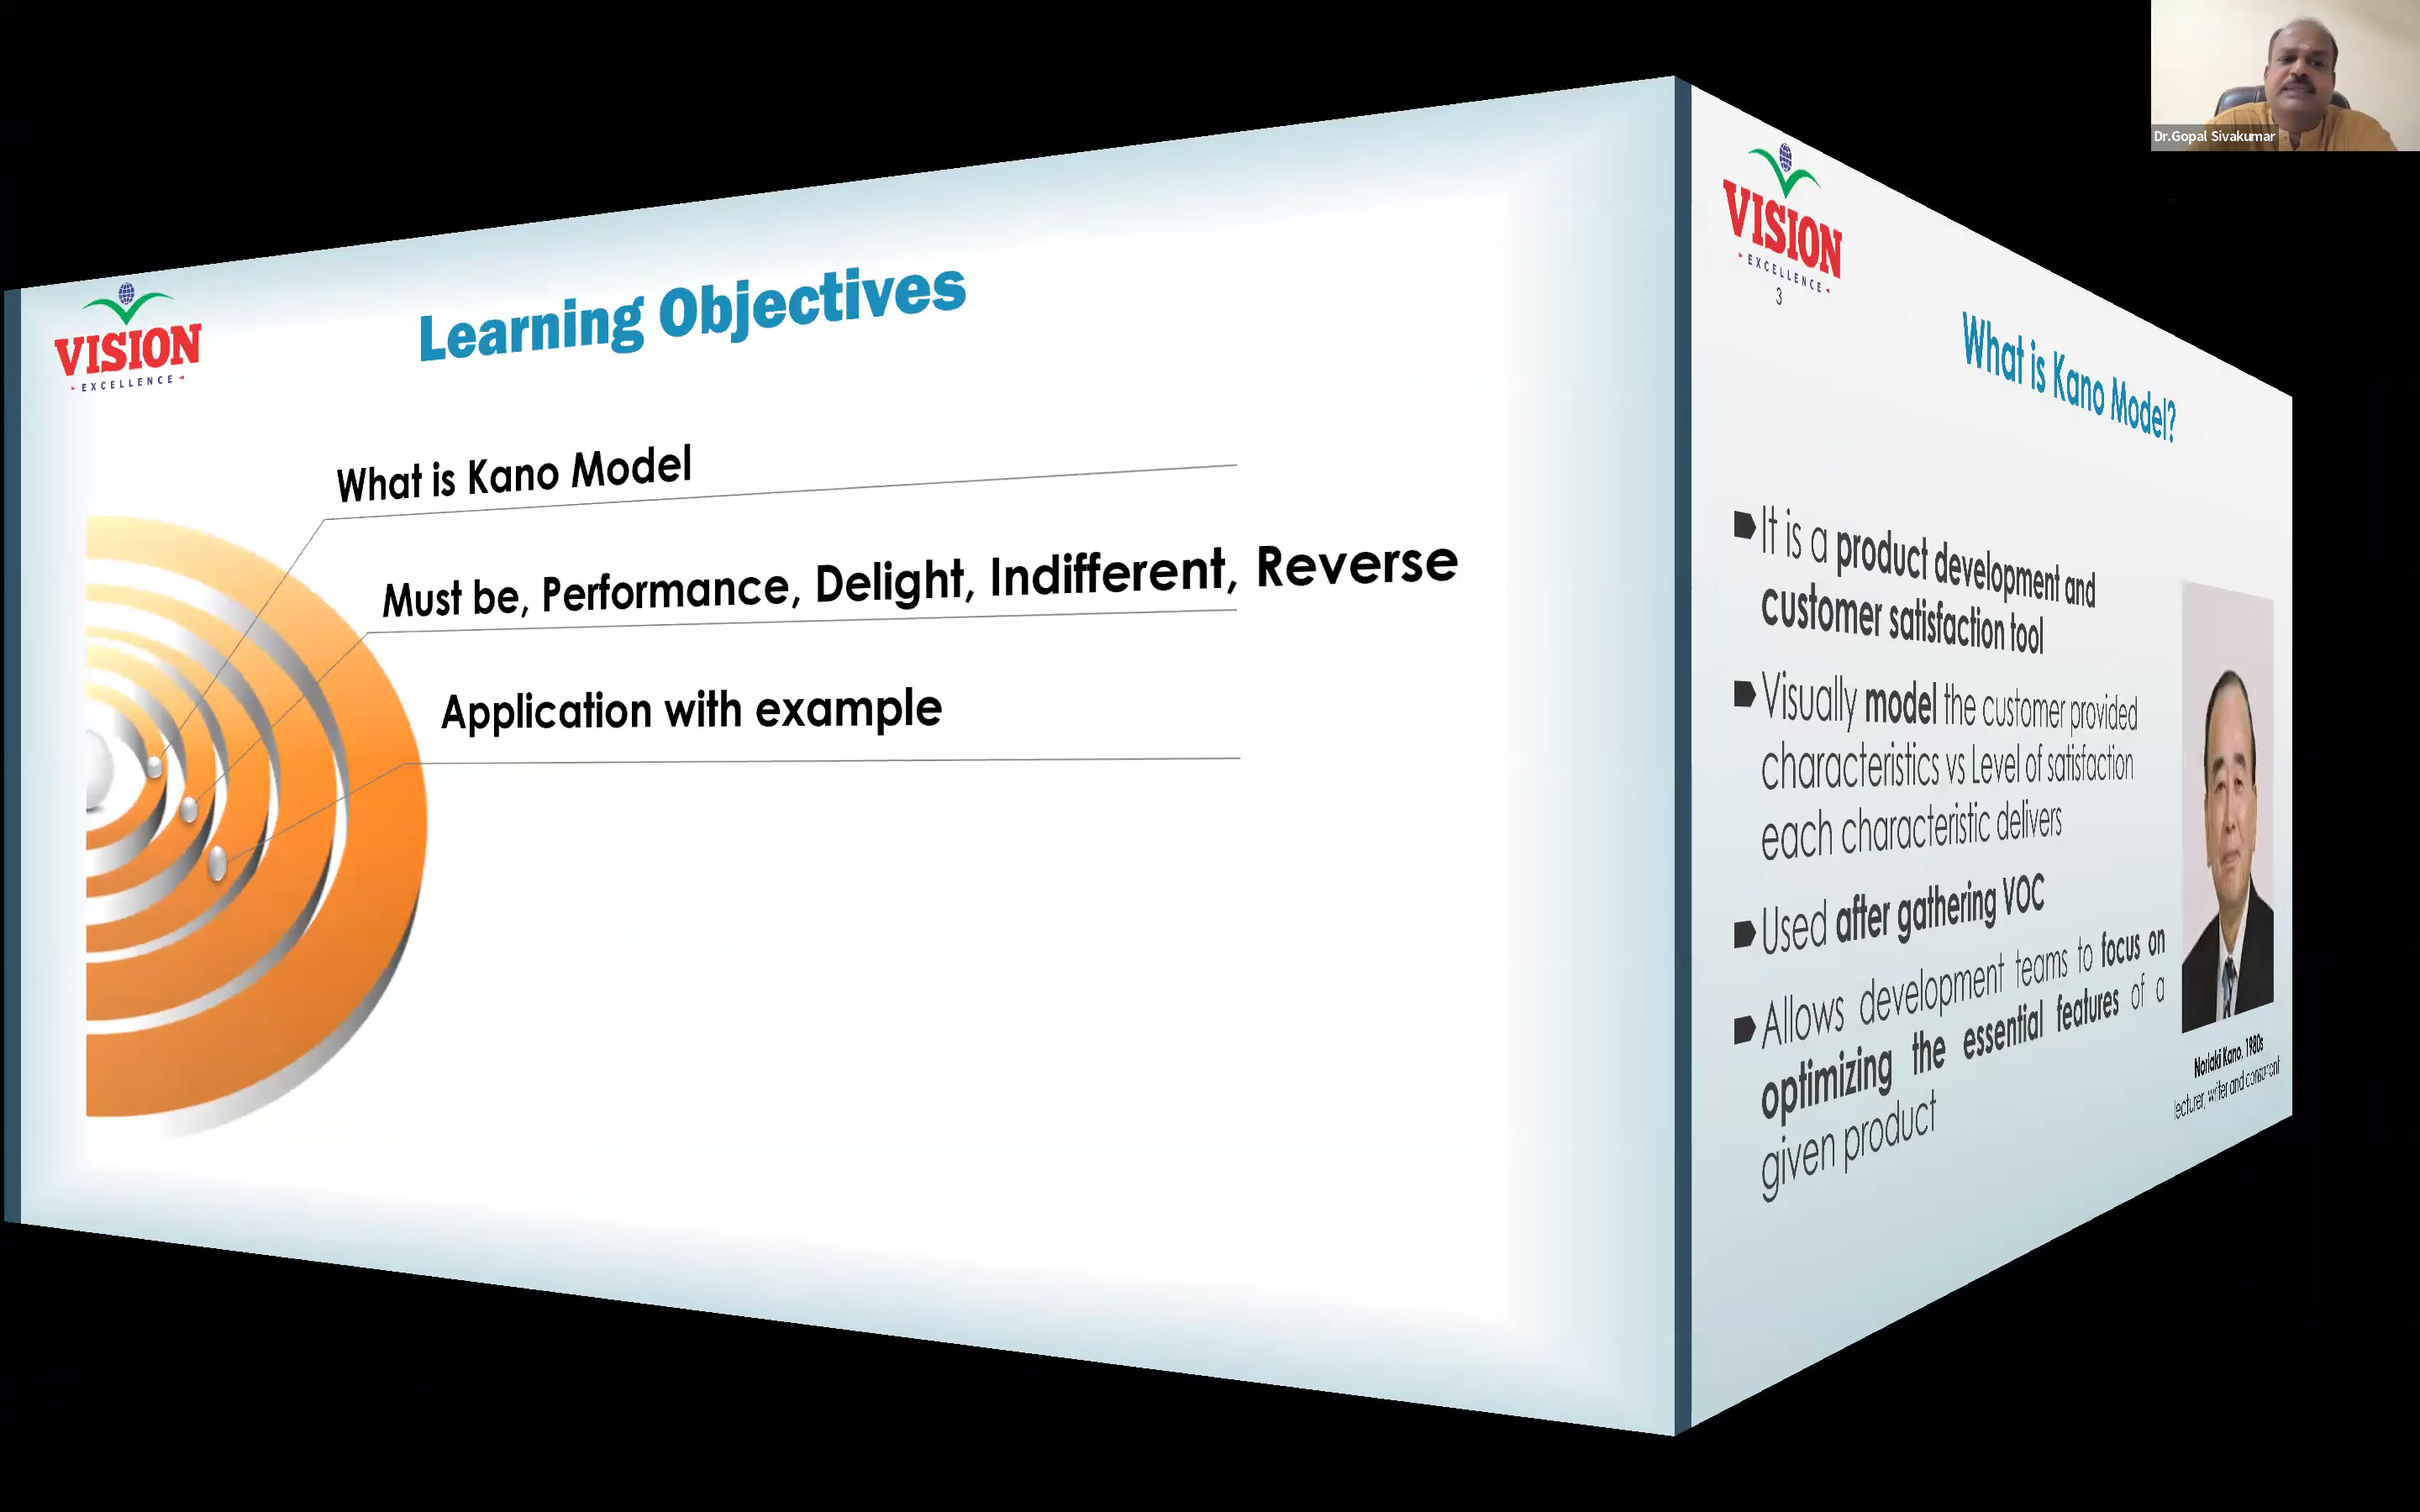 VISION
EXCELLENCE
Learning Objectives
What is Kano Model
Must be, Performance, Delight, Indifferent, Reverse
Application with example
VISION
EXCELLENCE
3
What is Kano Model?
It is a product development and
customer satisfaction tool
Visually model the customer provided
characteristics vs Level of satisfaction
each characteristic delivers
Used after gathering VOC
Allows development teams to focus on
optimizing the essential features of a
given product
Noriaki Kano, 1980s
lecturer, writer and consultant
Dr.Gopal Sivakumar